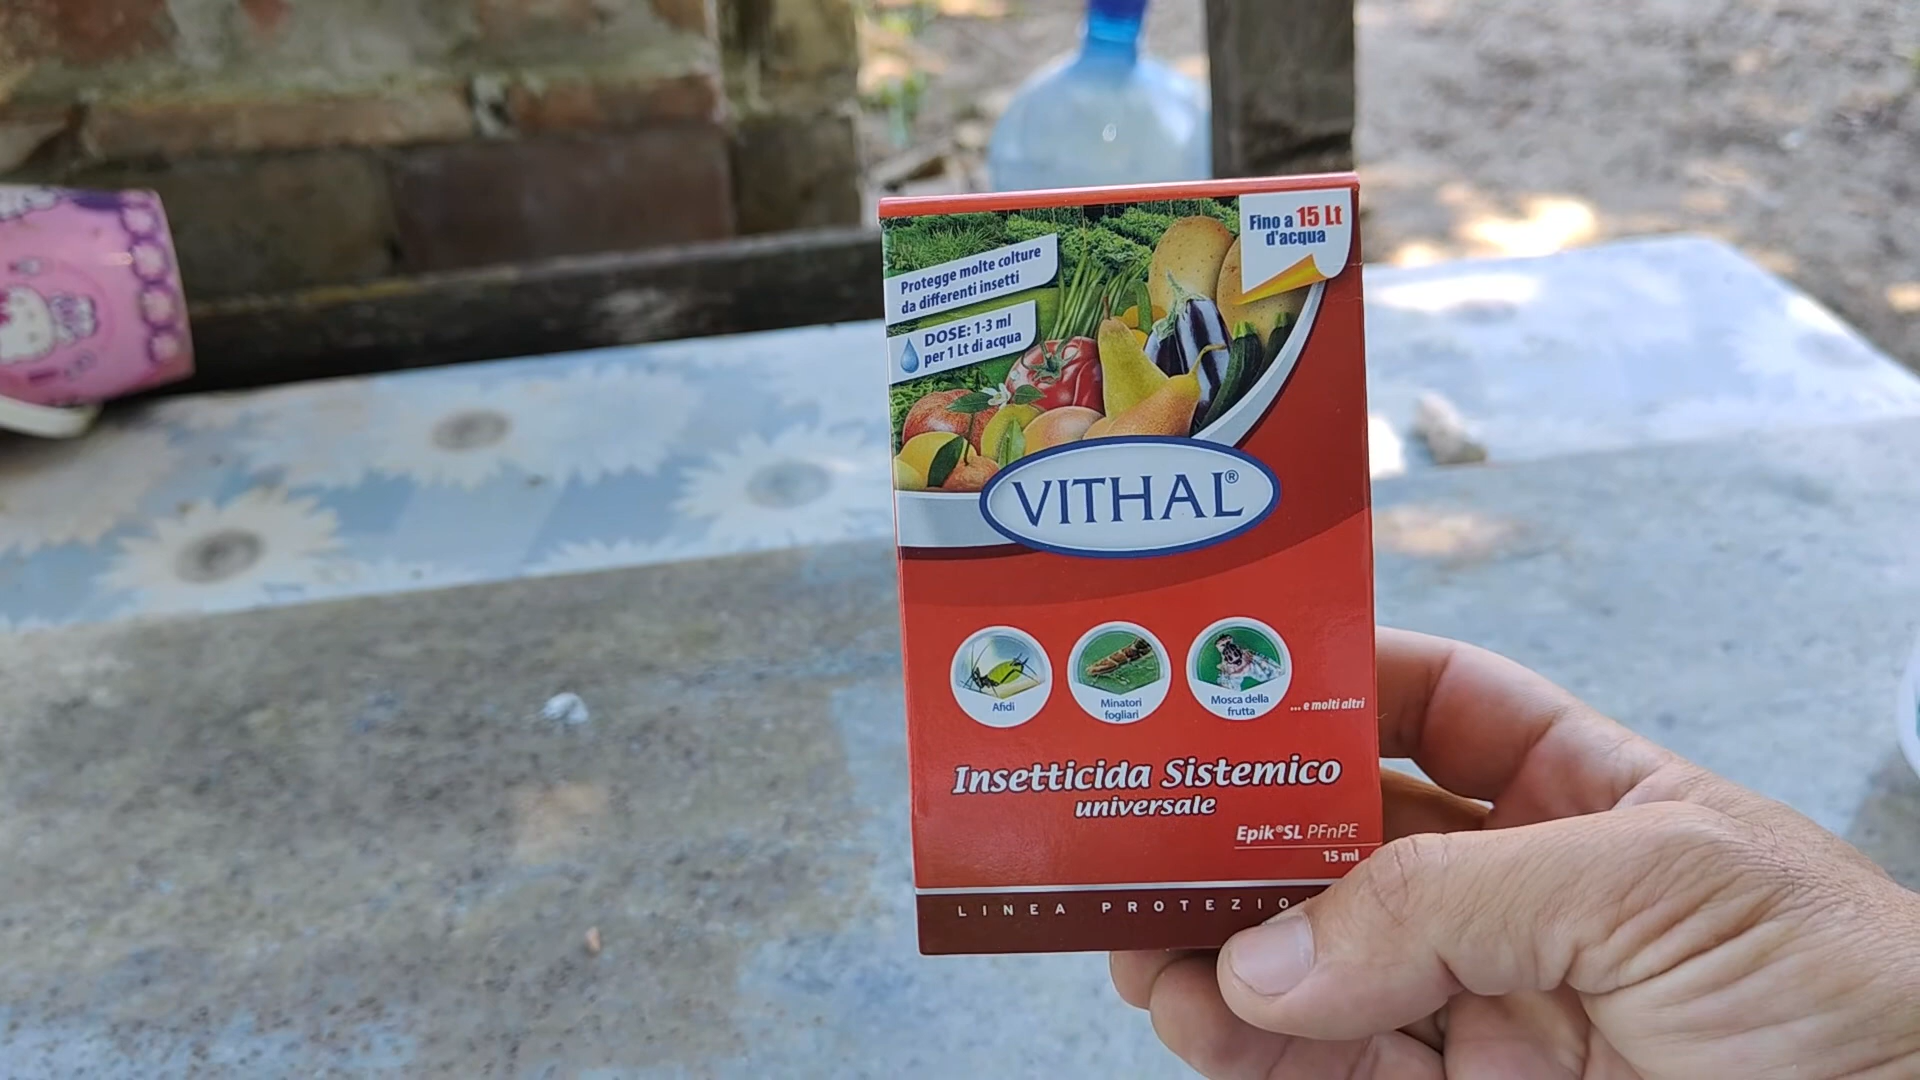 Fino a 15 Lt
d'acqua
Protegge molte colture
da differenti insetti
DOSE: 1-3 ml
per 1 Lt di acqua
VITHAL®
Afidi
Minatori
fogliari
Mosca della
frutta
... e molti altri
Insetticida Sistemico
universale
Epik®SL PFnPE
15 ml
LINEA PROTEZIO